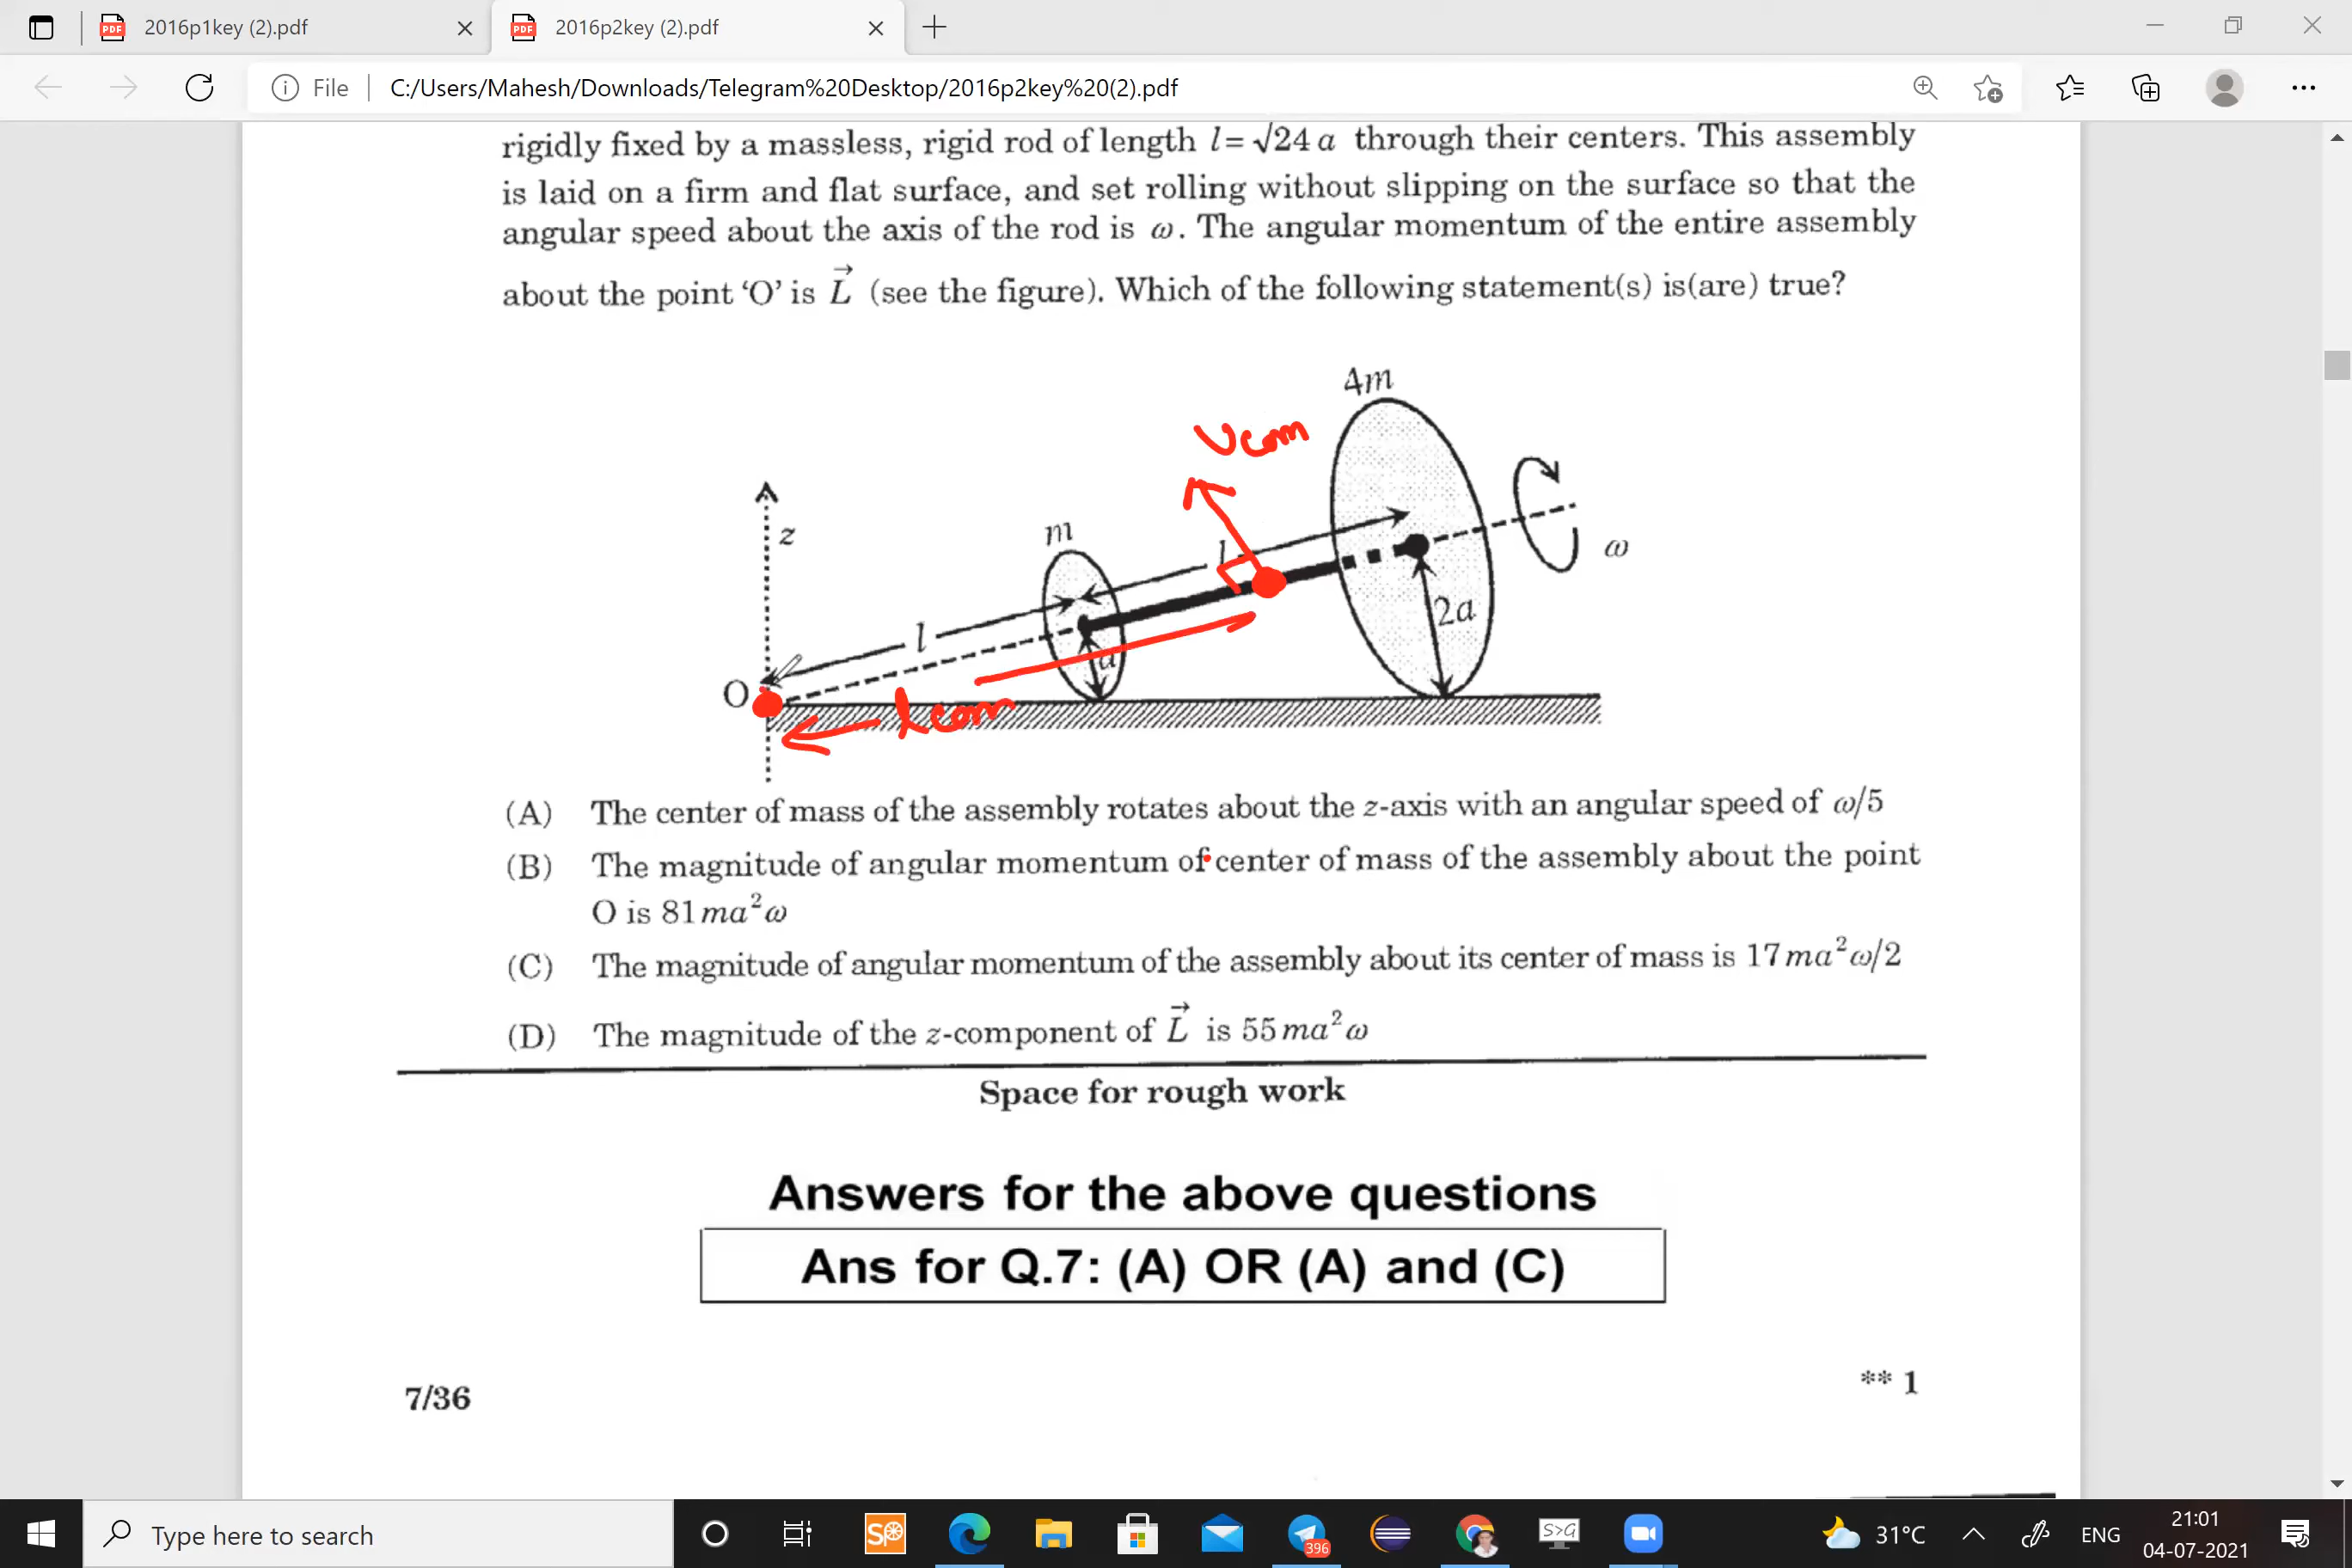 2016p1key (2).pdf
2016p2key (2).pdf
File
C:/Users/Mahesh/Downloads/Telegram%20Desktop/2016p2key%20(2).pdf
rigidly fixed by a massless, rigid rod of length l = √24 a through their centers. This assembly
is laid on a firm and flat surface, and set rolling without slipping on the surface so that the
angular speed about the axis of the rod is ω. The angular momentum of the entire assembly
about the point ‘O’ is L⃗ (see the figure). Which of the following statement(s) is(are) true?
4m
Vcom
z
m
l
ω
2a
l
a
O
lcom
(A) The center of mass of the assembly rotates about the z-axis with an angular speed of ω/5
(B) The magnitude of angular momentum of center of mass of the assembly about the point
O is 81 ma²ω
(C) The magnitude of angular momentum of the assembly about its center of mass is 17 ma²ω/2
(D) The magnitude of the z-component of L⃗ is 55 ma²ω
Space for rough work
Answers for the above questions
Ans for Q.7: (A) OR (A) and (C)
7/36
** 1
Type here to search
SP
396
S>G
31°C
ENG
21:01
04-07-2021